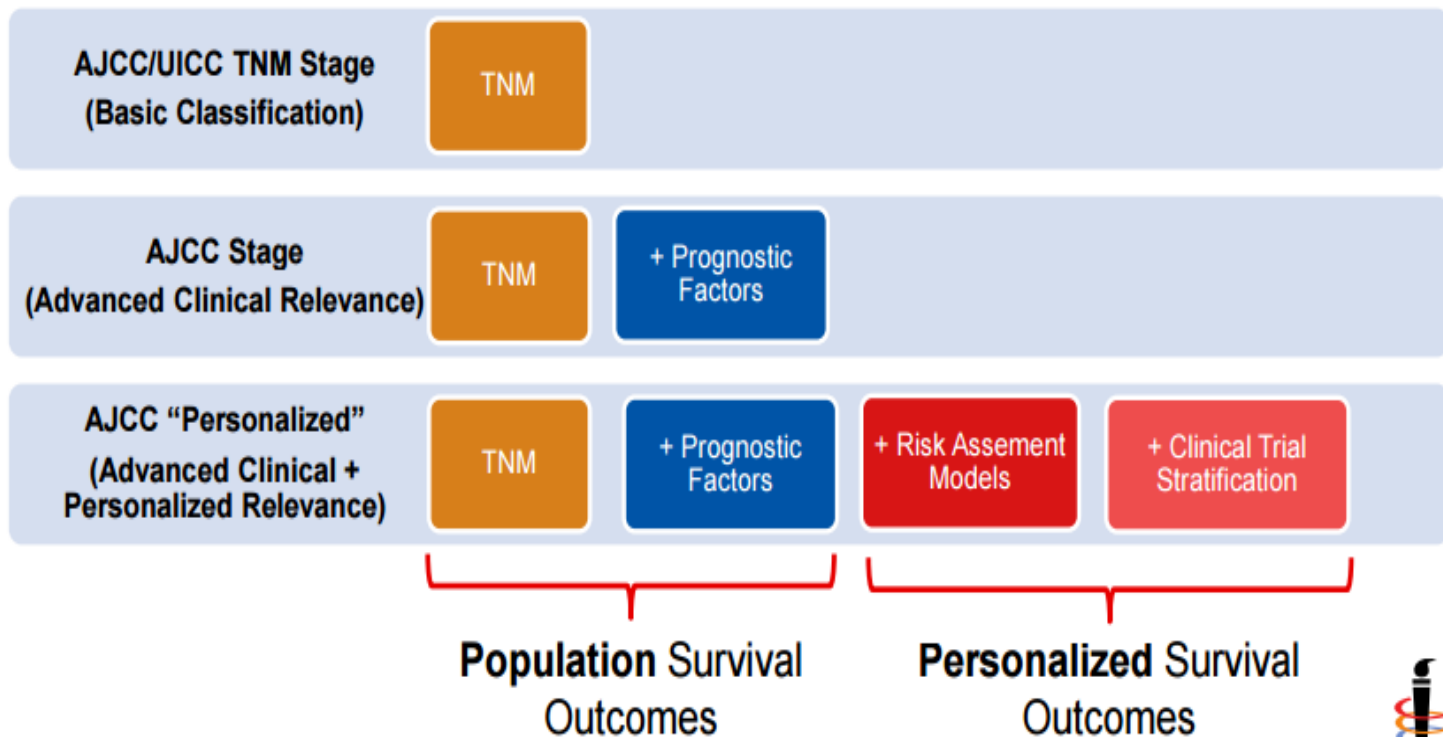 AJCC/UICC TNM Stage
(Basic Classification)
TNM
AJCC Stage
(Advanced Clinical Relevance)
TNM
+ Prognostic
Factors
AJCC “Personalized”
(Advanced Clinical +
Personalized Relevance)
TNM
+ Prognostic
Factors
+ Risk Assement
Models
+ Clinical Trial
Stratification
Population Survival
Outcomes
Personalized Survival
Outcomes